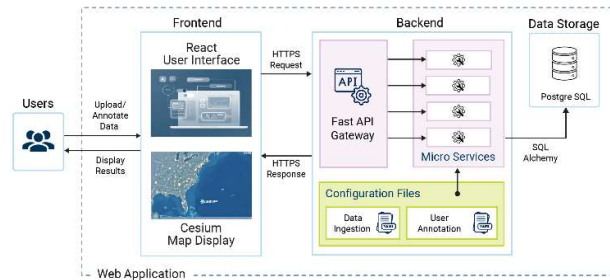 Frontend
Backend
Data Storage
React
User Interface
HTTPS
Request
API
Fast API
Gateway
Micro Services
Postgre SQL
Users
Upload/
Annotate
Data
Display
Results
HTTPS
Response
SQL
Alchemy
Cesium
Map Display
Configuration Files
Data
Ingestion
User
Annotation
Web Application